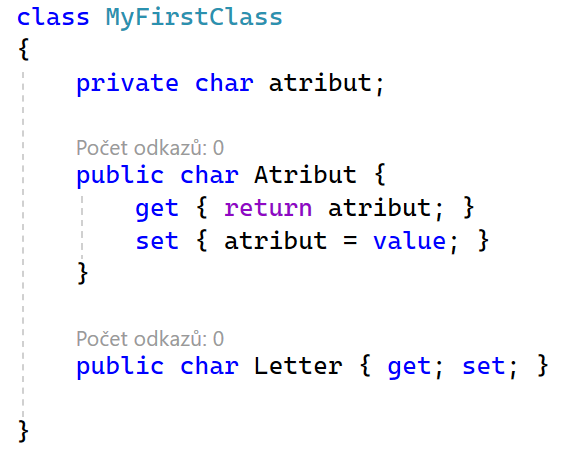 class MyFirstClass
{
private char atribut;
Počet odkazů: 0
public char Atribut {
get { return atribut; }
set { atribut = value; }
}
Počet odkazů: 0
public char Letter { get; set; }
}